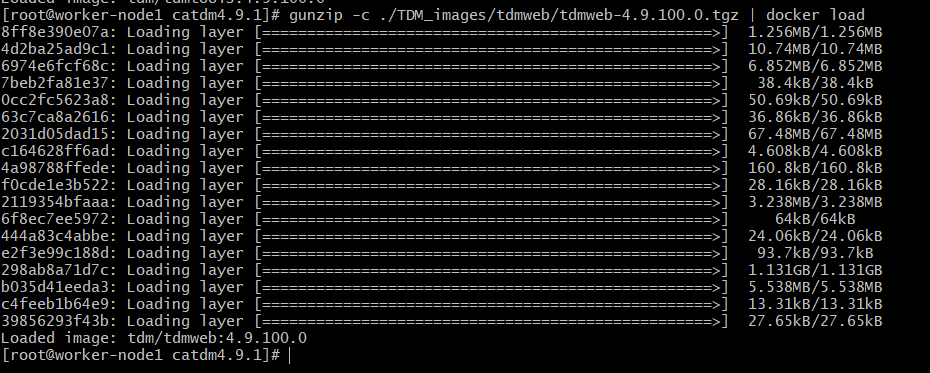 [root@worker-node1 catdm4.9.1]# gunzip -c ./TDM_images/tdmweb/tdmweb-4.9.100.0.tgz | docker load
8ff8e390e07a: Loading layer [==================================================>] 1.256MB/1.256MB
4d2ba25ad9c1: Loading layer [==================================================>] 10.74MB/10.74MB
6974e6fcf68c: Loading layer [==================================================>] 6.852MB/6.852MB
7beb2fa81e37: Loading layer [==================================================>] 38.4kB/38.4kB
0cc2fc5623a8: Loading layer [==================================================>] 50.69kB/50.69kB
63c7ca8a2616: Loading layer [==================================================>] 36.86kB/36.86kB
2031d05dad15: Loading layer [==================================================>] 67.48MB/67.48MB
c164628ff6ad: Loading layer [==================================================>] 4.608kB/4.608kB
4a98788ffede: Loading layer [==================================================>] 160.8kB/160.8kB
f0cde1e3b522: Loading layer [==================================================>] 28.16kB/28.16kB
2119354bfaaa: Loading layer [==================================================>] 3.238MB/3.238MB
6f8ec7ee5972: Loading layer [==================================================>] 64kB/64kB
444a83c4abbe: Loading layer [==================================================>] 24.06kB/24.06kB
e2f3e99c188d: Loading layer [==================================================>] 93.7kB/93.7kB
298ab8a71d7c: Loading layer [==================================================>] 1.131GB/1.131GB
b035d41eeda3: Loading layer [==================================================>] 5.538MB/5.538MB
c4feeb1b64e9: Loading layer [==================================================>] 13.31kB/13.31kB
39856293f43b: Loading layer [==================================================>] 27.65kB/27.65kB
Loaded image: tdm/tdmweb:4.9.100.0
[root@worker-node1 catdm4.9.1]#